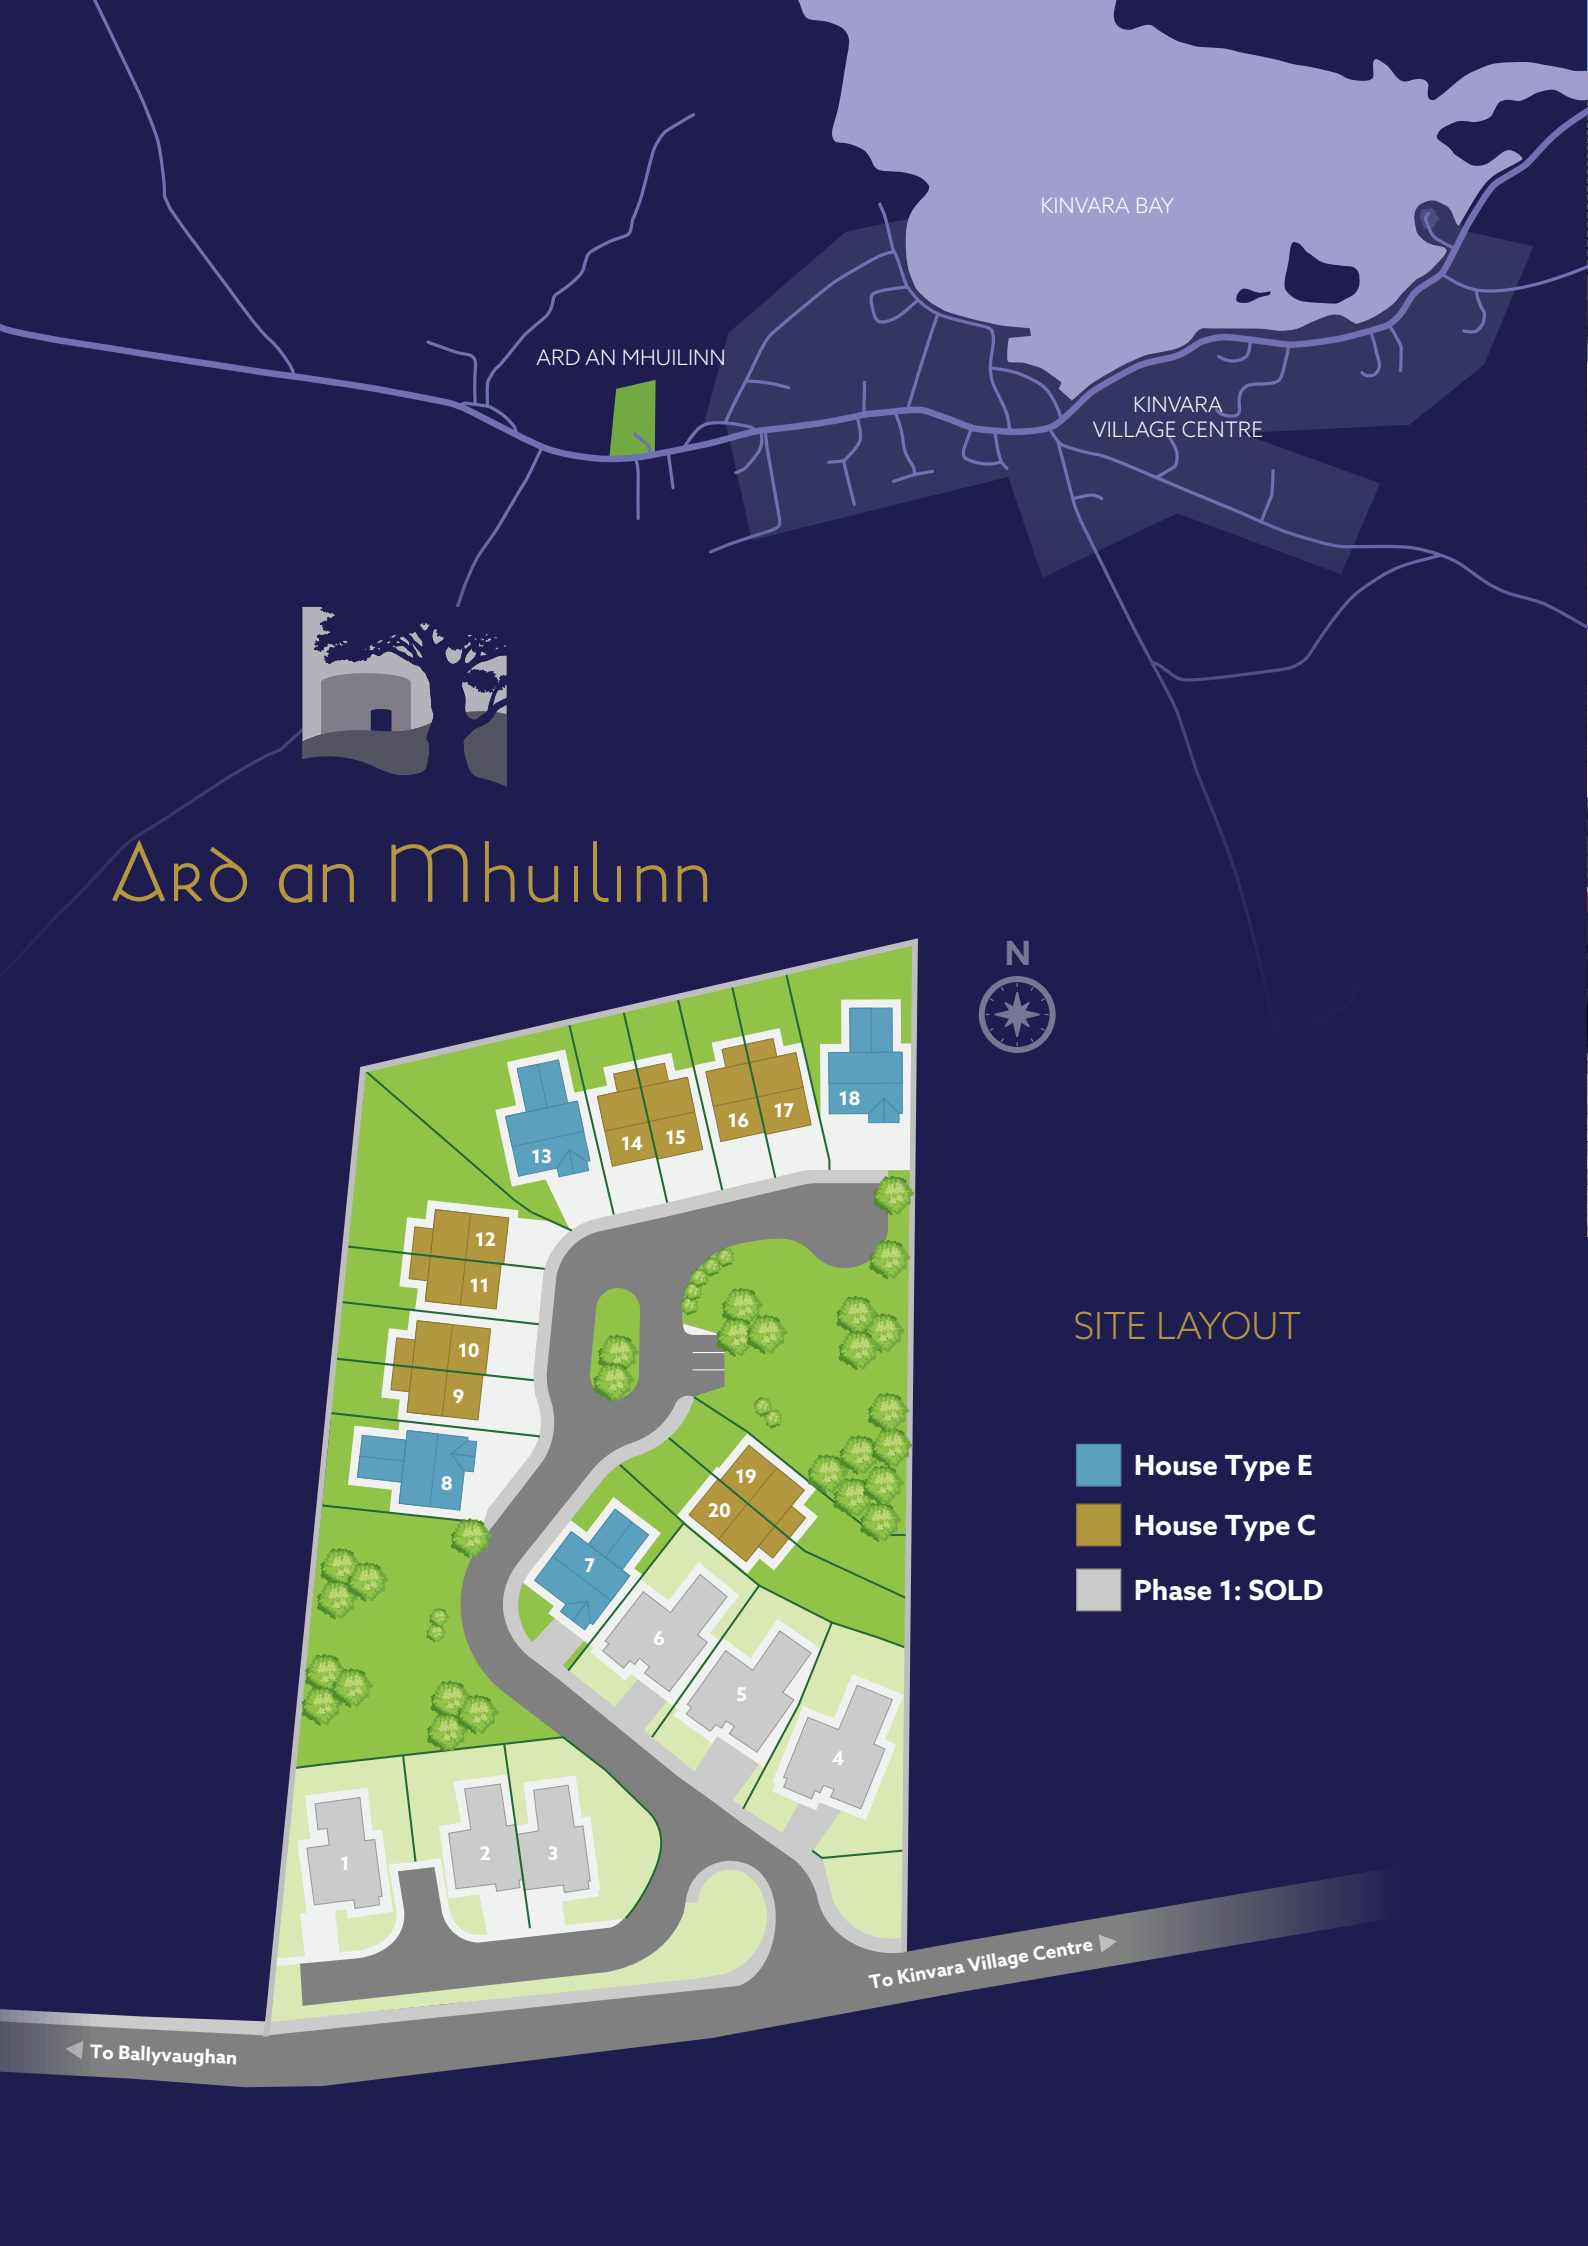 KINVARA BAY
ARD AN MHUILINN
KINVARA
VILLAGE CENTRE
Ard an Mhuilinn
N
18
17
16
15
14
13
12
11
10
9
8
19
20
7
6
5
4
1
2
3
SITE LAYOUT
House Type E
House Type C
Phase 1: SOLD
To Kinvara Village Centre
To Ballyvaughan